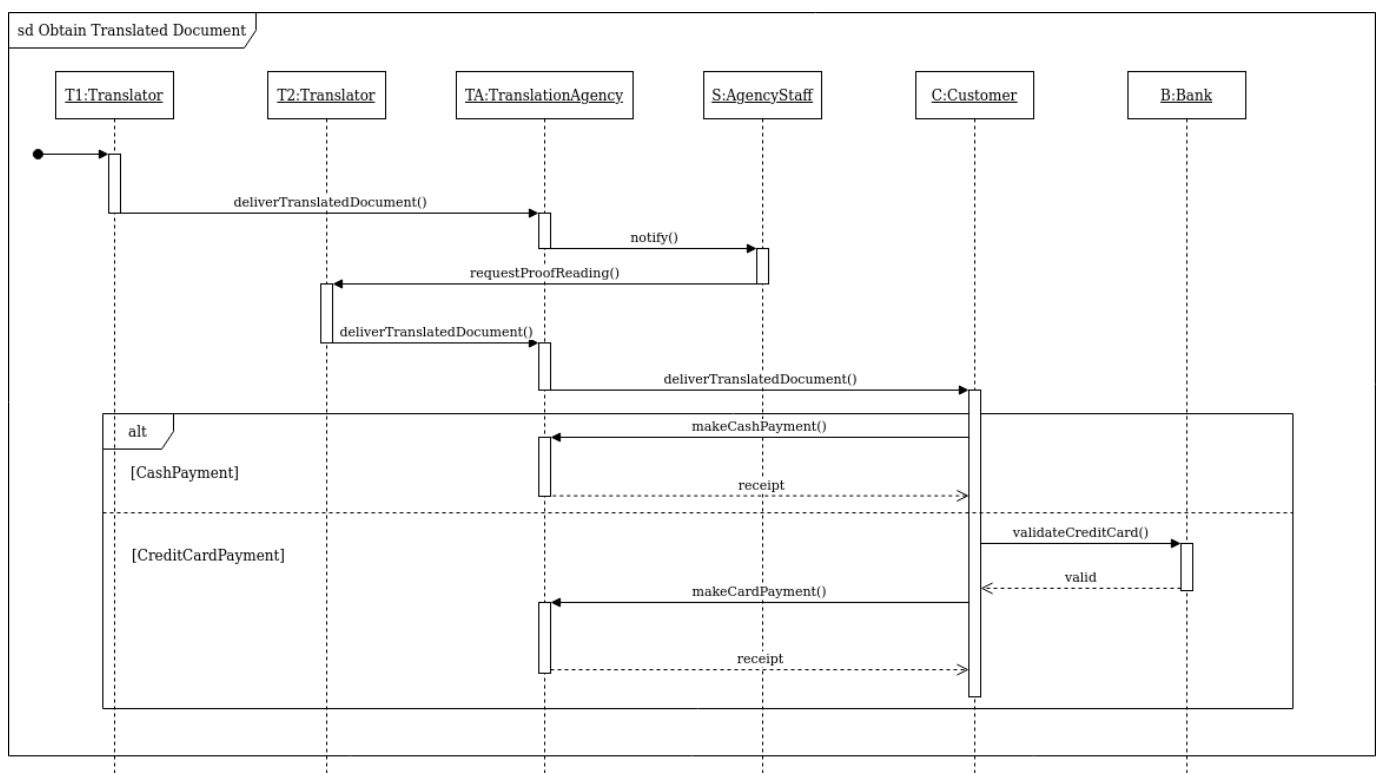 sd Obtain Translated Document
T1:Translator
T2:Translator
TA:TranslationAgency
S:AgencyStaff
C:Customer
B:Bank
deliverTranslatedDocument()
notify()
requestProofReading()
deliverTranslatedDocument()
deliverTranslatedDocument()
alt
makeCashPayment()
[CashPayment]
receipt
validateCreditCard()
[CreditCardPayment]
valid
makeCardPayment()
receipt